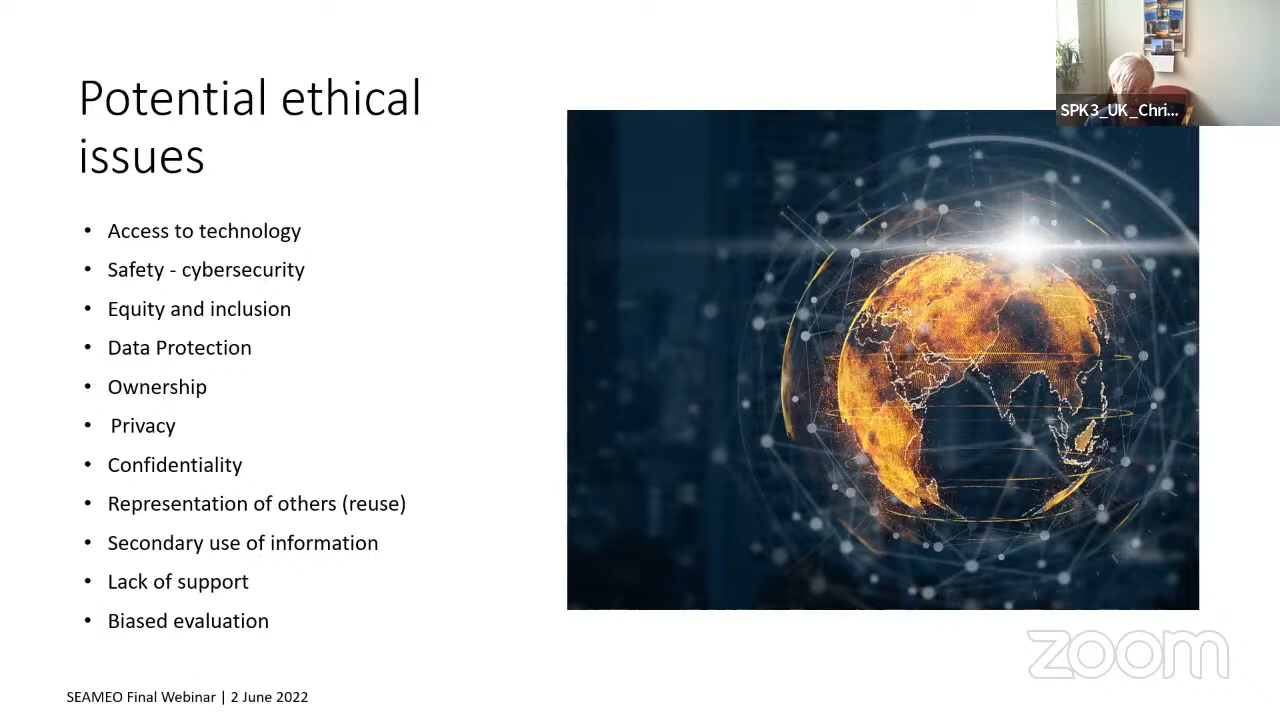 Potential ethical
issues
• Access to technology
• Safety - cybersecurity
• Equity and inclusion
• Data Protection
• Ownership
• Privacy
• Confidentiality
• Representation of others (reuse)
• Secondary use of information
• Lack of support
• Biased evaluation
SEAMEO Final Webinar | 2 June 2022
SPK3_UK_Chri...
zoom